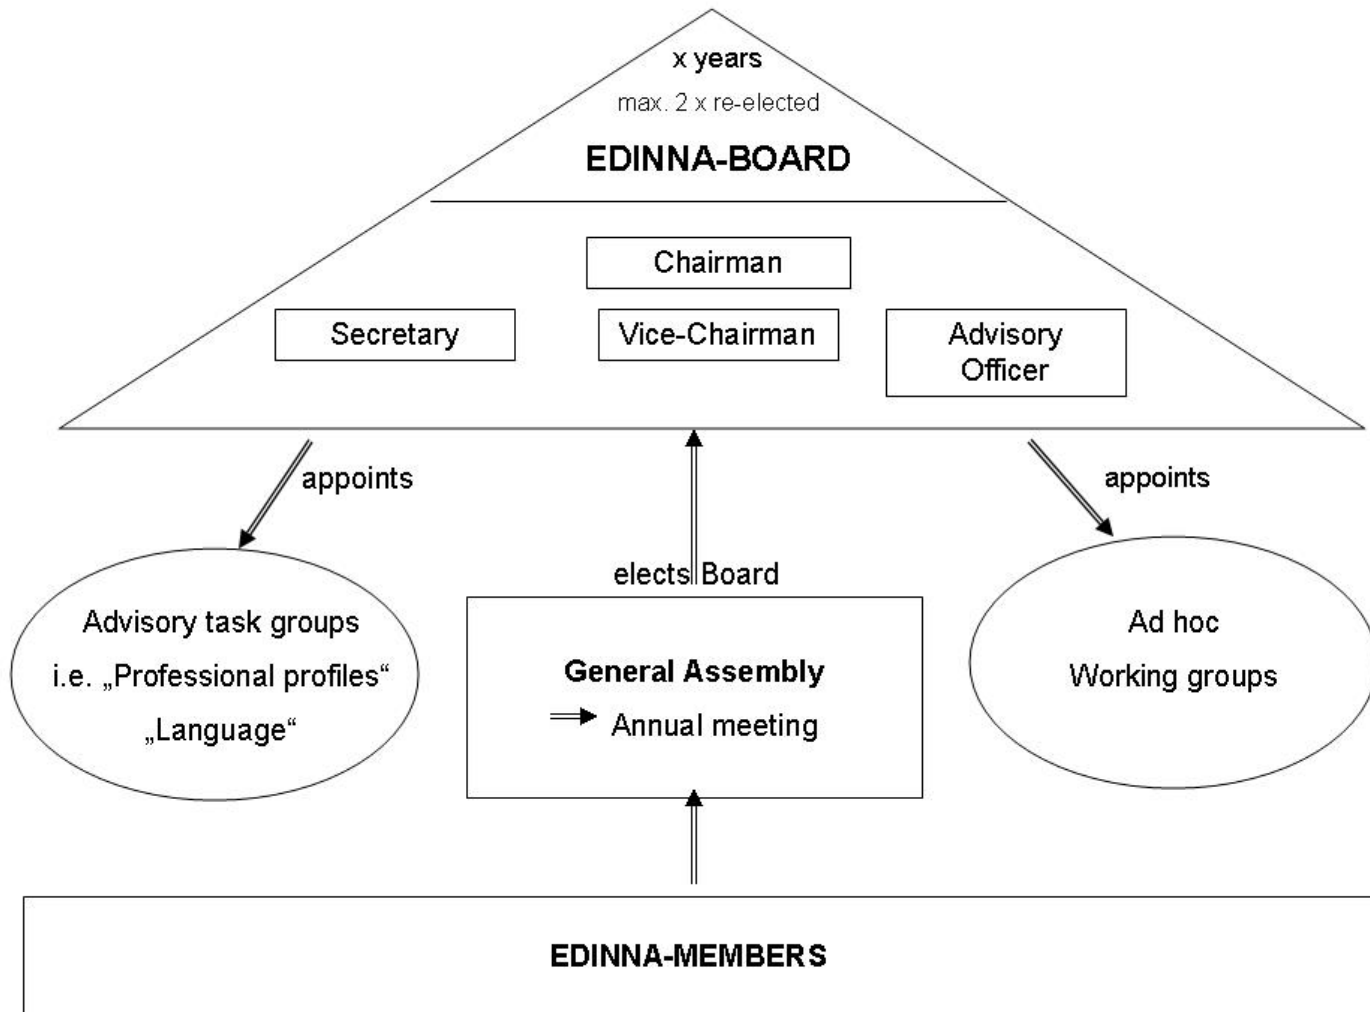 x years
max. 2 x re-elected
EDINNA-BOARD
Chairman
Secretary
Vice-Chairman
Advisory
Officer
appoints
appoints
elects Board
Advisory task groups
i.e. „Professional profiles“
„Language“
General Assembly
Annual meeting
Ad hoc
Working groups
EDINNA-MEMBERS